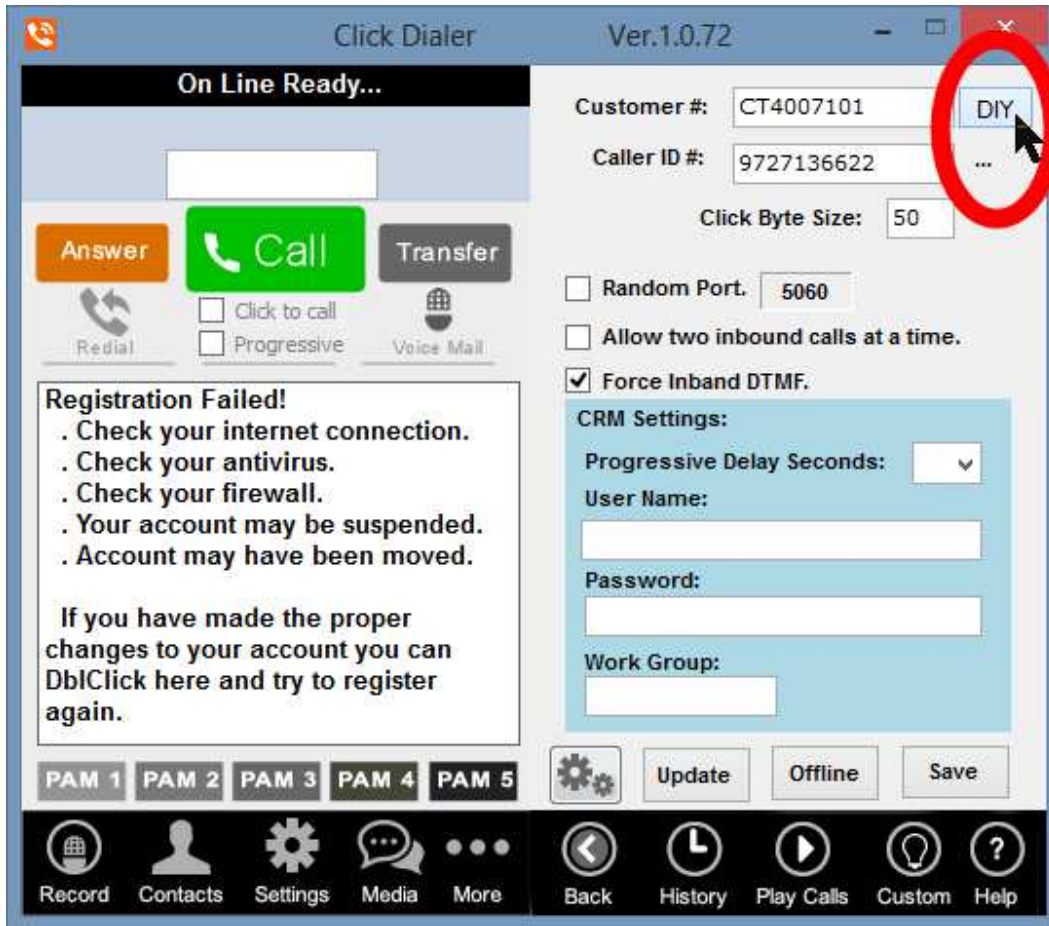 Click Dialer Ver.1.0.72
On Line Ready...
Answer
Call
Transfer
Redial
Click to call
Progressive
Voice Mail
Registration Failed!
. Check your internet connection.
. Check your antivirus.
. Check your firewall.
. Your account may be suspended.
. Account may have been moved.
If you have made the proper
changes to your account you can
DblClick here and try to register
again.
PAM 1 PAM 2 PAM 3 PAM 4 PAM 5
Record Contacts Settings Media More
Customer #: CT4007101 DIY
Caller ID #: 9727136622 ...
Click Byte Size: 50
Random Port. 5060
Allow two inbound calls at a time.
Force Inband DTMF.
CRM Settings:
Progressive Delay Seconds:
User Name:
Password:
Work Group:
Update Offline Save
Back History Play Calls Custom Help